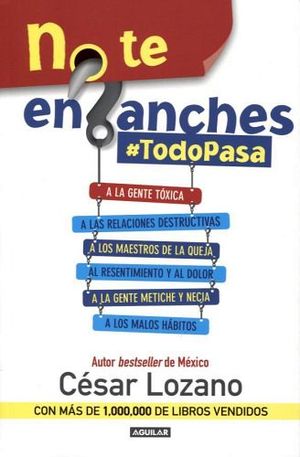 no te
enganches
#TodoPasa
A LA GENTE TÓXICA
A LAS RELACIONES DESTRUCTIVAS
A LOS MAESTROS DE LA QUEJA
AL RESENTIMIENTO Y AL DOLOR
A LA GENTE METICHE Y NECIA
A LOS MALOS HÁBITOS
Autor bestseller de México
César Lozano
CON MÁS DE 1,000,000 DE LIBROS VENDIDOS
AGUILAR